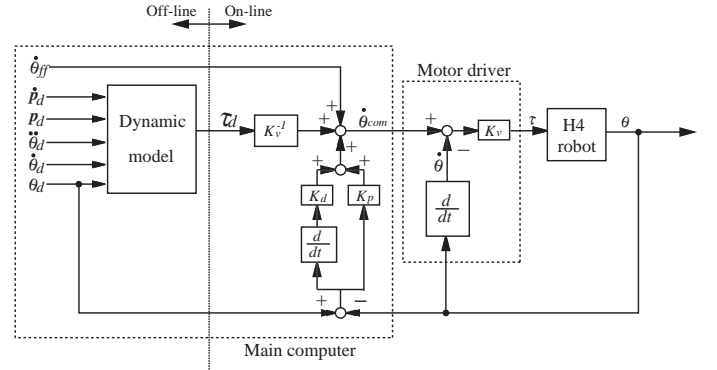 Off-line On-line
θ̇ff
Motor driver
ṗd
pd
θ̈d
θ̇d
θd
Dynamic
model
τd
Kv⁻¹
+
+
+
θ̇com
+
−
Kv
τ
H4
robot
θ
θ̇
+
+
Kd
Kp
d
dt
d
dt
+
−
Main computer